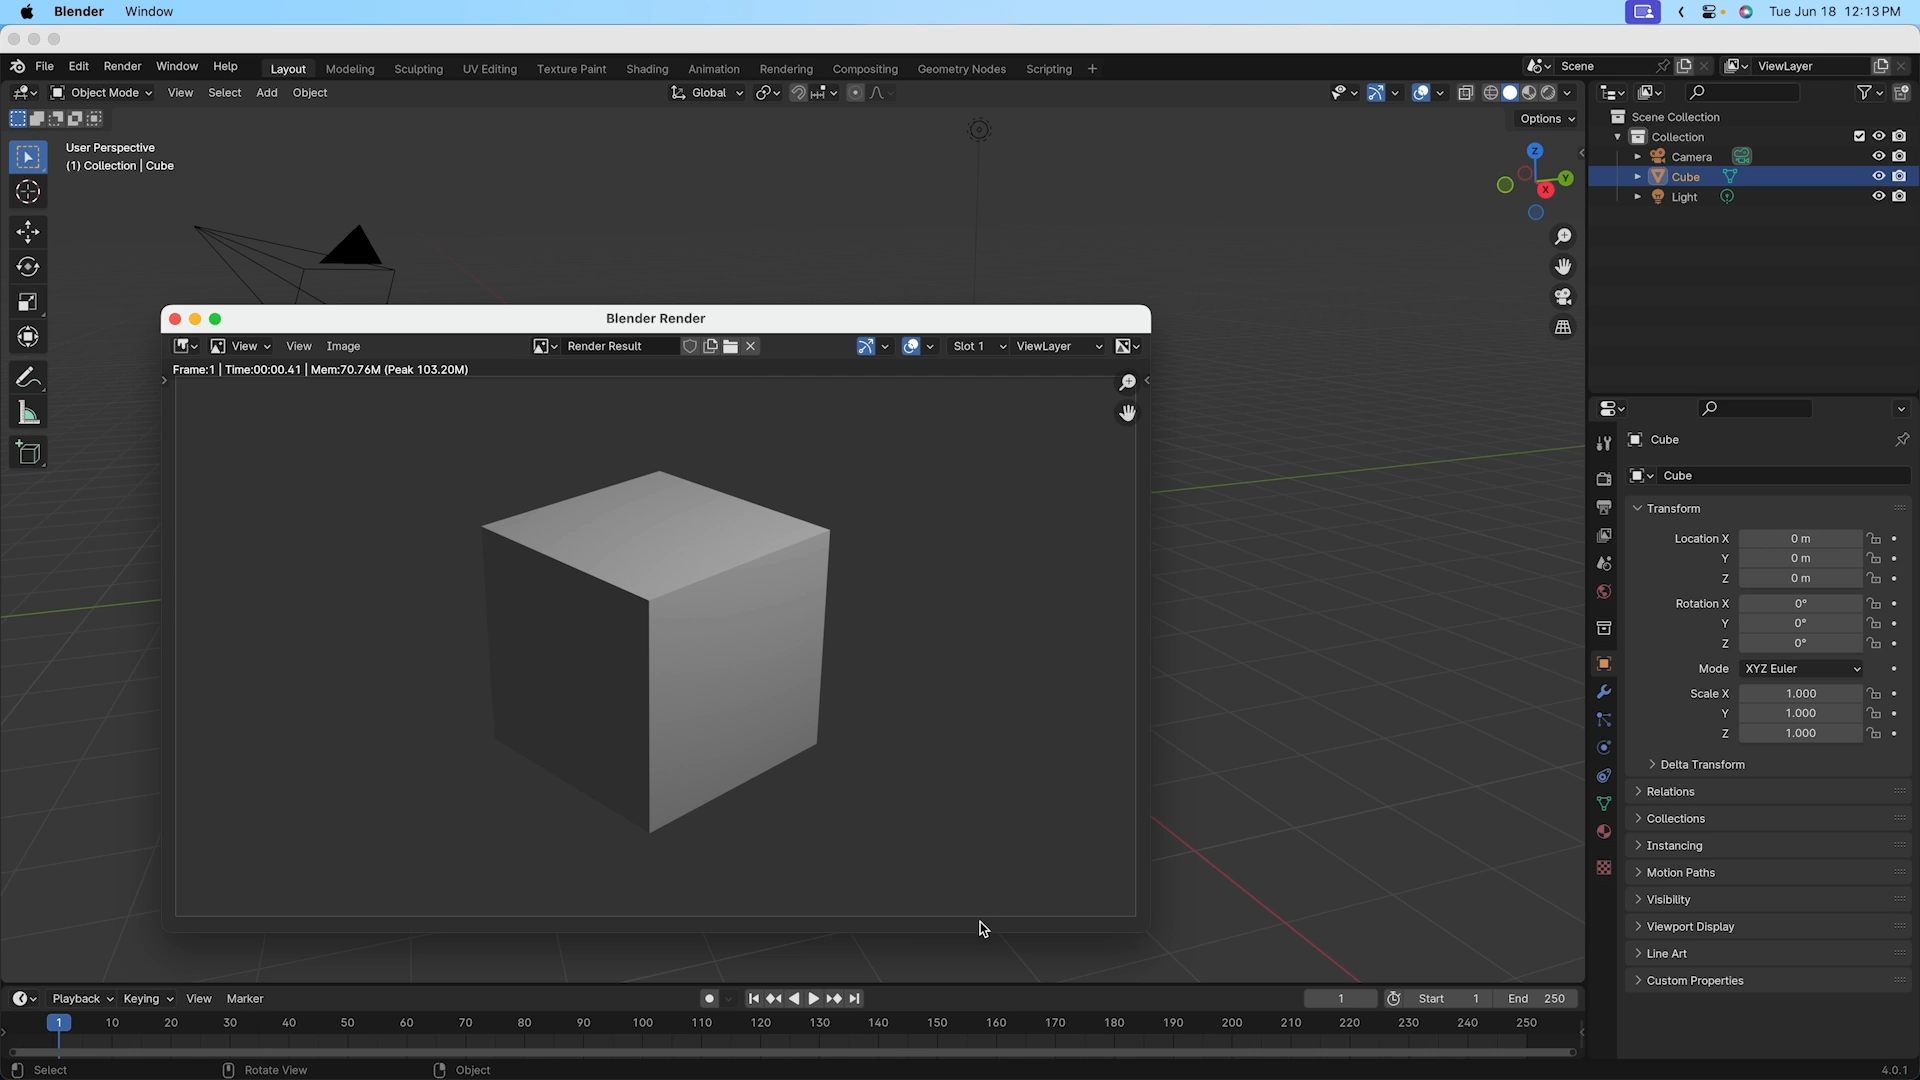 Blender Window Tue Jun 18 12:13 PM
File Edit Render Window Help Layout Modeling Sculpting UV Editing Texture Paint Shading Animation Rendering Compositing Geometry Nodes Scripting + Scene ViewLayer
Object Mode View Select Add Object Global
Options
User Perspective
(1) Collection | Cube
Z
Y
X
Scene Collection
Collection
Camera
Cube
Light
Blender Render
View View Image Render Result Slot 1 ViewLayer
Frame:1 | Time:00:00.41 | Mem:70.76M (Peak 103.20M)
Cube
Cube
Transform
Location X 0 m
Y 0 m
Z 0 m
Rotation X 0°
Y 0°
Z 0°
Mode XYZ Euler
Scale X 1.000
Y 1.000
Z 1.000
Delta Transform
Relations
Collections
Instancing
Motion Paths
Visibility
Viewport Display
Line Art
Custom Properties
Playback Keying View Marker 1 Start 1 End 250
1 10 20 30 40 50 60 70 80 90 100 110 120 130 140 150 160 170 180 190 200 210 220 230 240 250
Select Rotate View Object 4.0.1